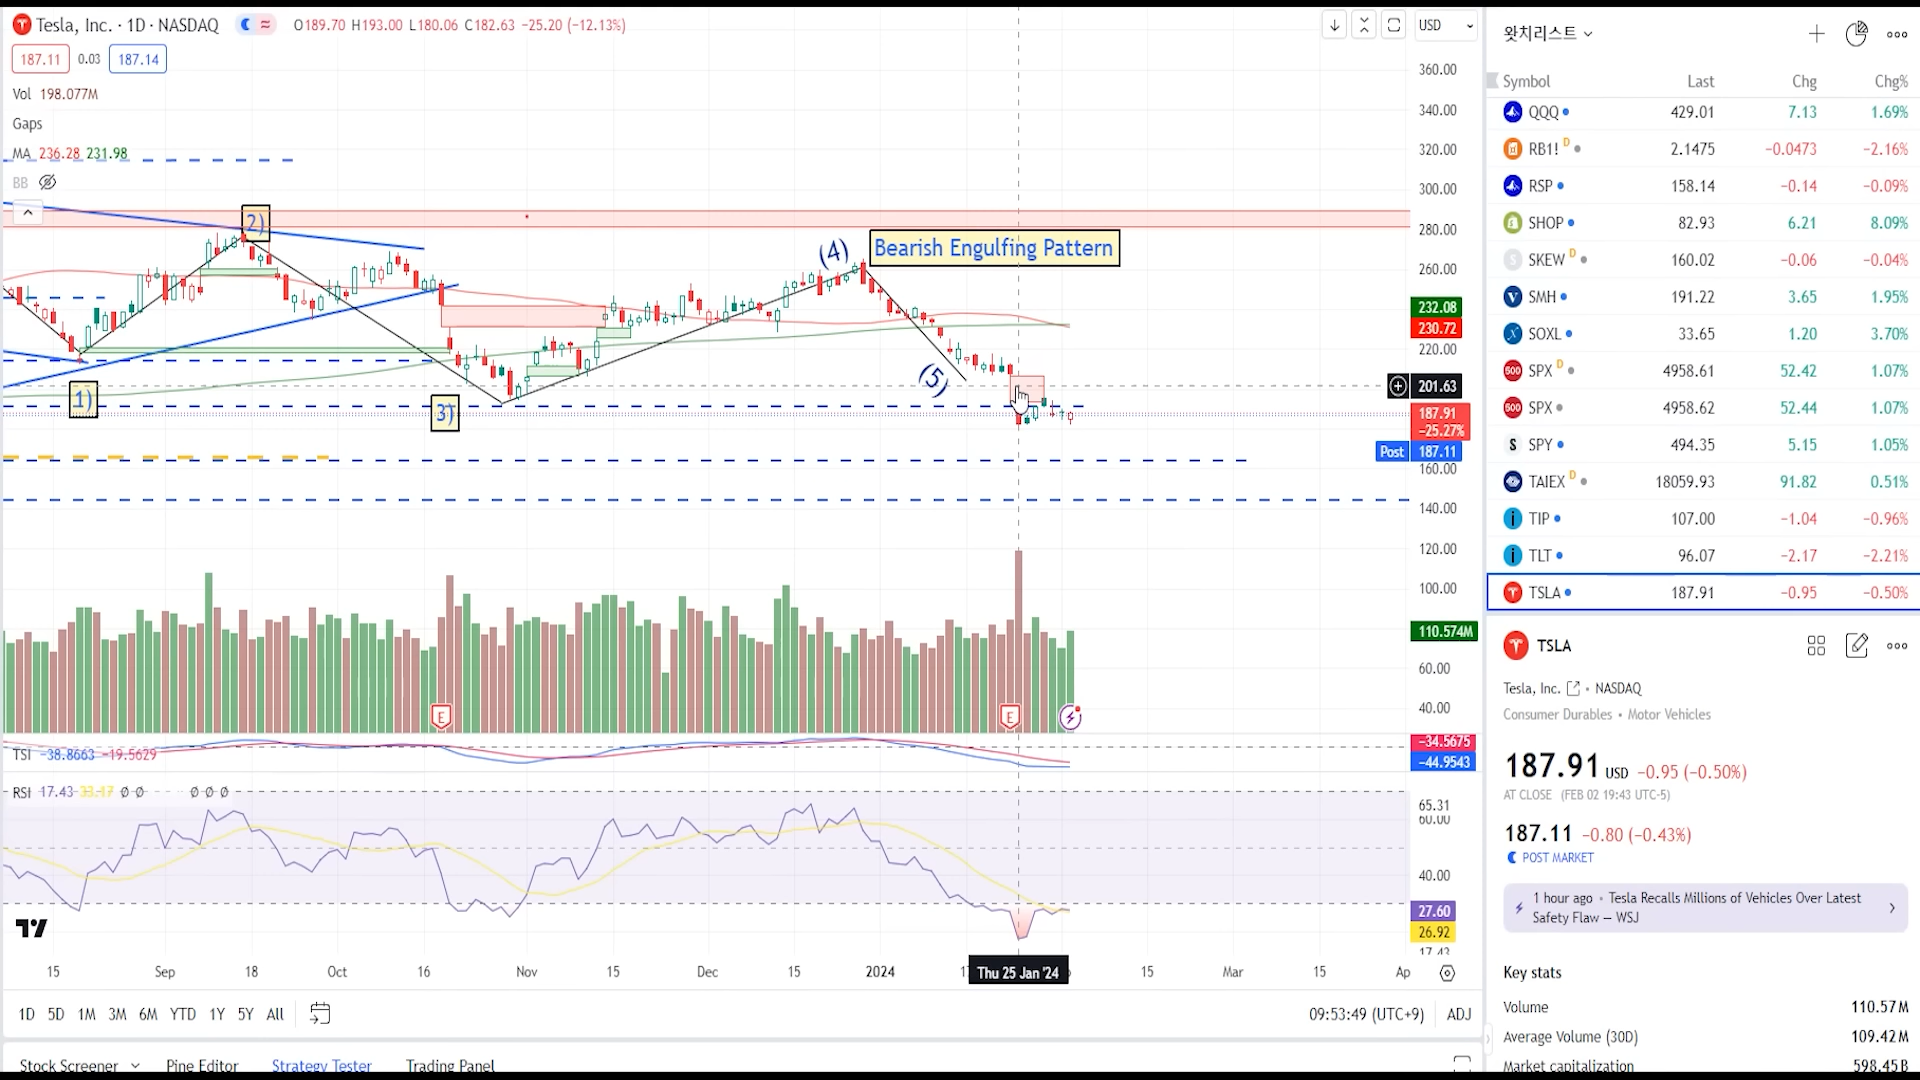 Tesla, Inc. · 1D · NASDAQ O189.70 H193.00 L180.06 C182.63 −25.20 (−12.13%)
187.11 0.03 187.14
Vol 198.077M
Gaps
MA 236.28 231.98
BB
USD
360.00
340.00
320.00
300.00
280.00
260.00
232.08
230.72
220.00
201.63
187.91
−25.27%
Post 187.11
160.00
140.00
120.00
100.00
110.574M
60.00
40.00
1)
2)
3)
(4)
(5)
Bearish Engulfing Pattern
E
E
TSI −38.8663 −19.5629
−34.5675
−44.9543
RSI 17.43 33.17 Ø Ø Ø Ø Ø
65.31
60.00
40.00
27.60
26.92
17.43
15 Sep 18 Oct 16 Nov 15 Dec 15 2024 Thu 25 Jan '24 15 Mar 15 Ap
1D 5D 1M 3M 6M YTD 1Y 5Y All
09:53:49 (UTC+9) ADJ
Stock Screener Pine Editor Strategy Tester Trading Panel
왓치리스트
Symbol Last Chg Chg%
QQQ 429.01 7.13 1.69%
RB1! D 2.1475 −0.0473 −2.16%
RSP 158.14 −0.14 −0.09%
SHOP 82.93 6.21 8.09%
SKEW D 160.02 −0.06 −0.04%
SMH 191.22 3.65 1.95%
SOXL 33.65 1.20 3.70%
500 SPX D 4958.61 52.42 1.07%
500 SPX 4958.62 52.44 1.07%
S SPY 494.35 5.15 1.05%
TAIEX D 18059.93 91.82 0.51%
TIP 107.00 −1.04 −0.96%
TLT 96.07 −2.17 −2.21%
TSLA 187.91 −0.95 −0.50%
TSLA
Tesla, Inc. • NASDAQ
Consumer Durables • Motor Vehicles
187.91 USD −0.95 (−0.50%)
AT CLOSE (FEB 02 19:43 UTC-5)
187.11 −0.80 (−0.43%)
POST MARKET
1 hour ago • Tesla Recalls Millions of Vehicles Over Latest
Safety Flaw — WSJ
Key stats
Volume 110.57M
Average Volume (30D) 109.42M
Market capitalization 598.45B